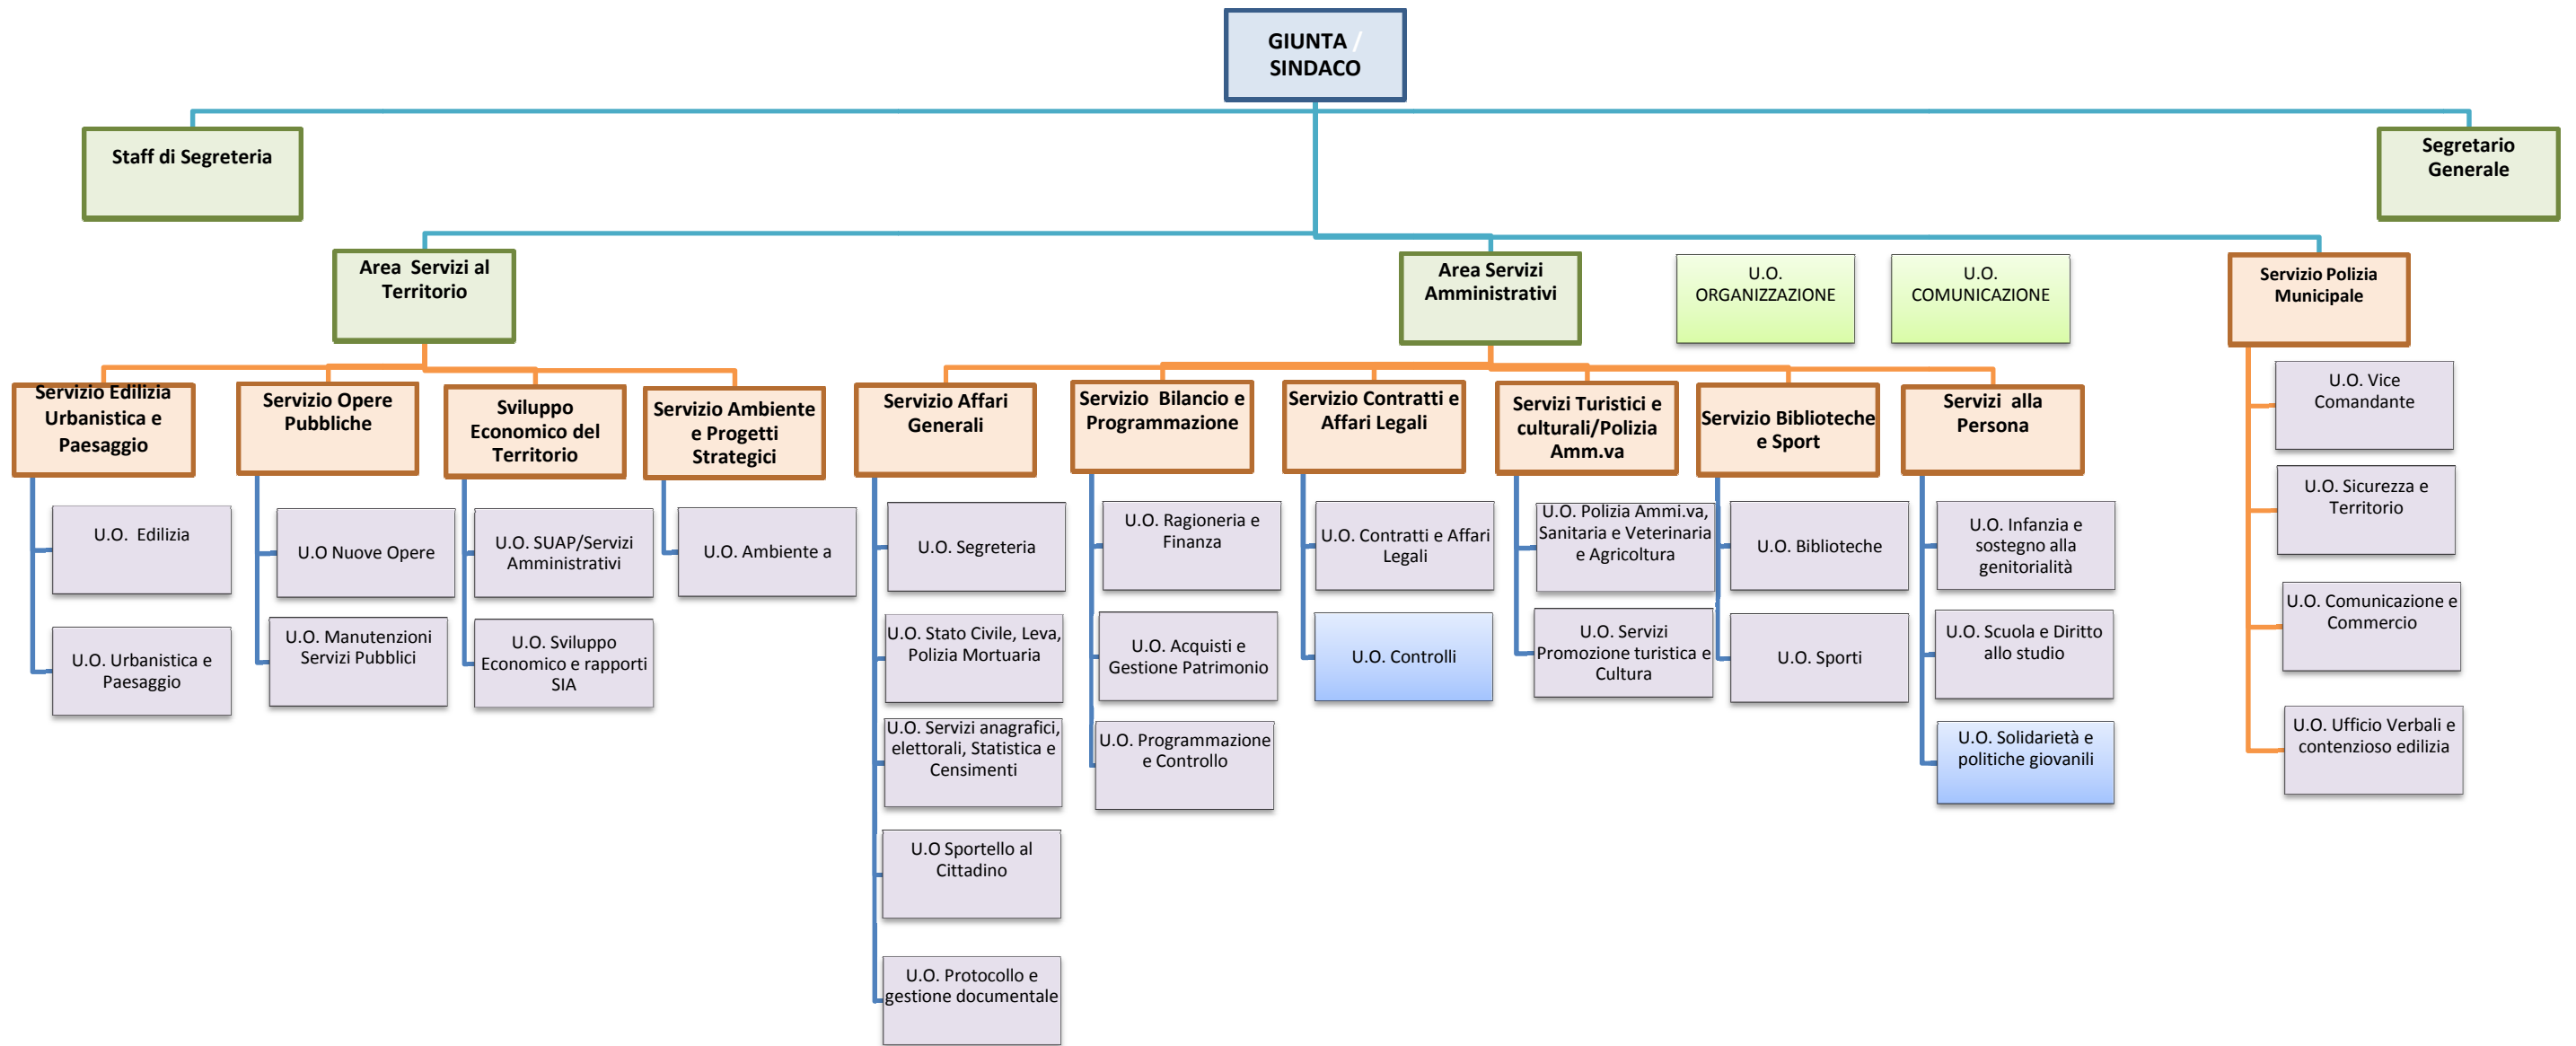 GIUNTA /
SINDACO
Staff di Segreteria
Segretario
Generale
Area Servizi al
Territorio
Area Servizi
Amministrativi
U.O.
ORGANIZZAZIONE
U.O.
COMUNICAZIONE
Servizio Polizia
Municipale
Servizio Edilizia
Urbanistica e
Paesaggio
Servizio Opere
Pubbliche
Sviluppo
Economico del
Territorio
Servizio Ambiente
e Progetti
Strategici
Servizio Affari
Generali
Servizio Bilancio e
Programmazione
Servizio Contratti e
Affari Legali
Servizi Turistici e
culturali/Polizia
Amm.va
Servizio Biblioteche
e Sport
Servizi alla
Persona
U.O. Edilizia
U.O. Urbanistica e
Paesaggio
U.O Nuove Opere
U.O. Manutenzioni
Servizi Pubblici
U.O. SUAP/Servizi
Amministrativi
U.O. Sviluppo
Economico e rapporti
SIA
U.O. Ambiente a
U.O. Segreteria
U.O. Stato Civile, Leva,
Polizia Mortuaria
U.O. Servizi anagrafici,
elettorali, Statistica e
Censimenti
U.O Sportello al
Cittadino
U.O. Protocollo e
gestione documentale
U.O. Ragioneria e
Finanza
U.O. Acquisti e
Gestione Patrimonio
U.O. Programmazione
e Controllo
U.O. Contratti e Affari
Legali
U.O. Controlli
U.O. Polizia Ammi.va,
Sanitaria e Veterinaria
e Agricoltura
U.O. Servizi
Promozione turistica e
Cultura
U.O. Biblioteche
U.O. Sporti
U.O. Infanzia e
sostegno alla
genitorialità
U.O. Scuola e Diritto
allo studio
U.O. Solidarietà e
politiche giovanili
U.O. Vice
Comandante
U.O. Sicurezza e
Territorio
U.O. Comunicazione e
Commercio
U.O. Ufficio Verbali e
contenzioso edilizia